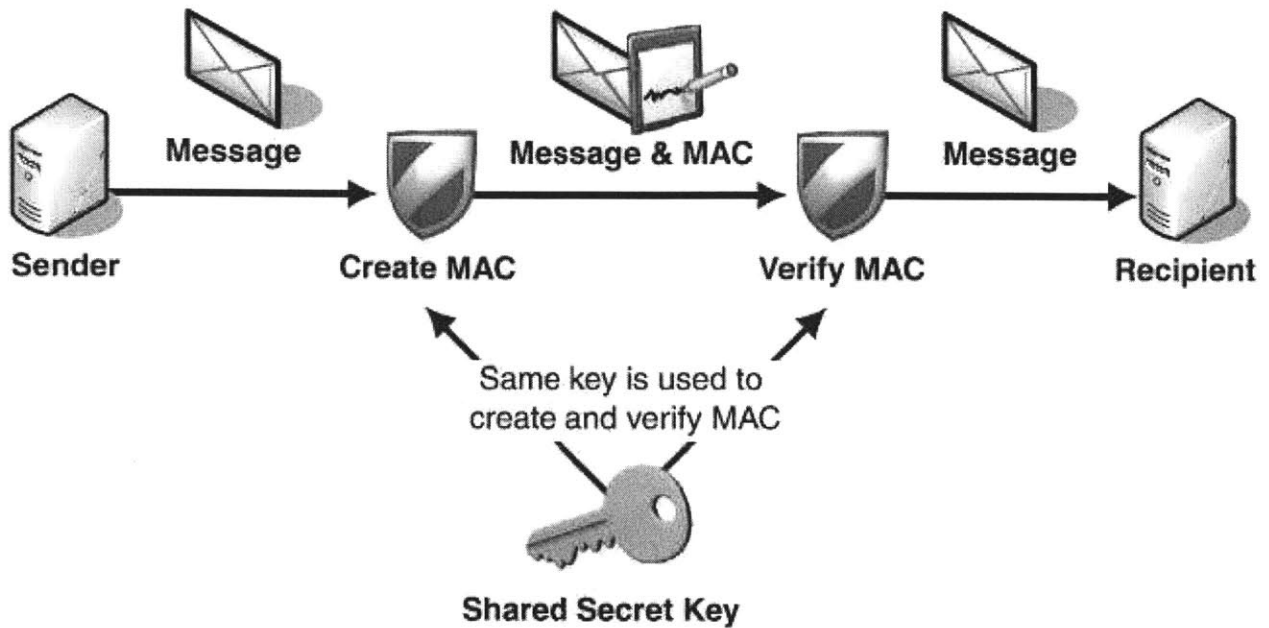 Message
Message & MAC
Message
Sender
Create MAC
Verify MAC
Recipient
Same key is used to
create and verify MAC
Shared Secret Key